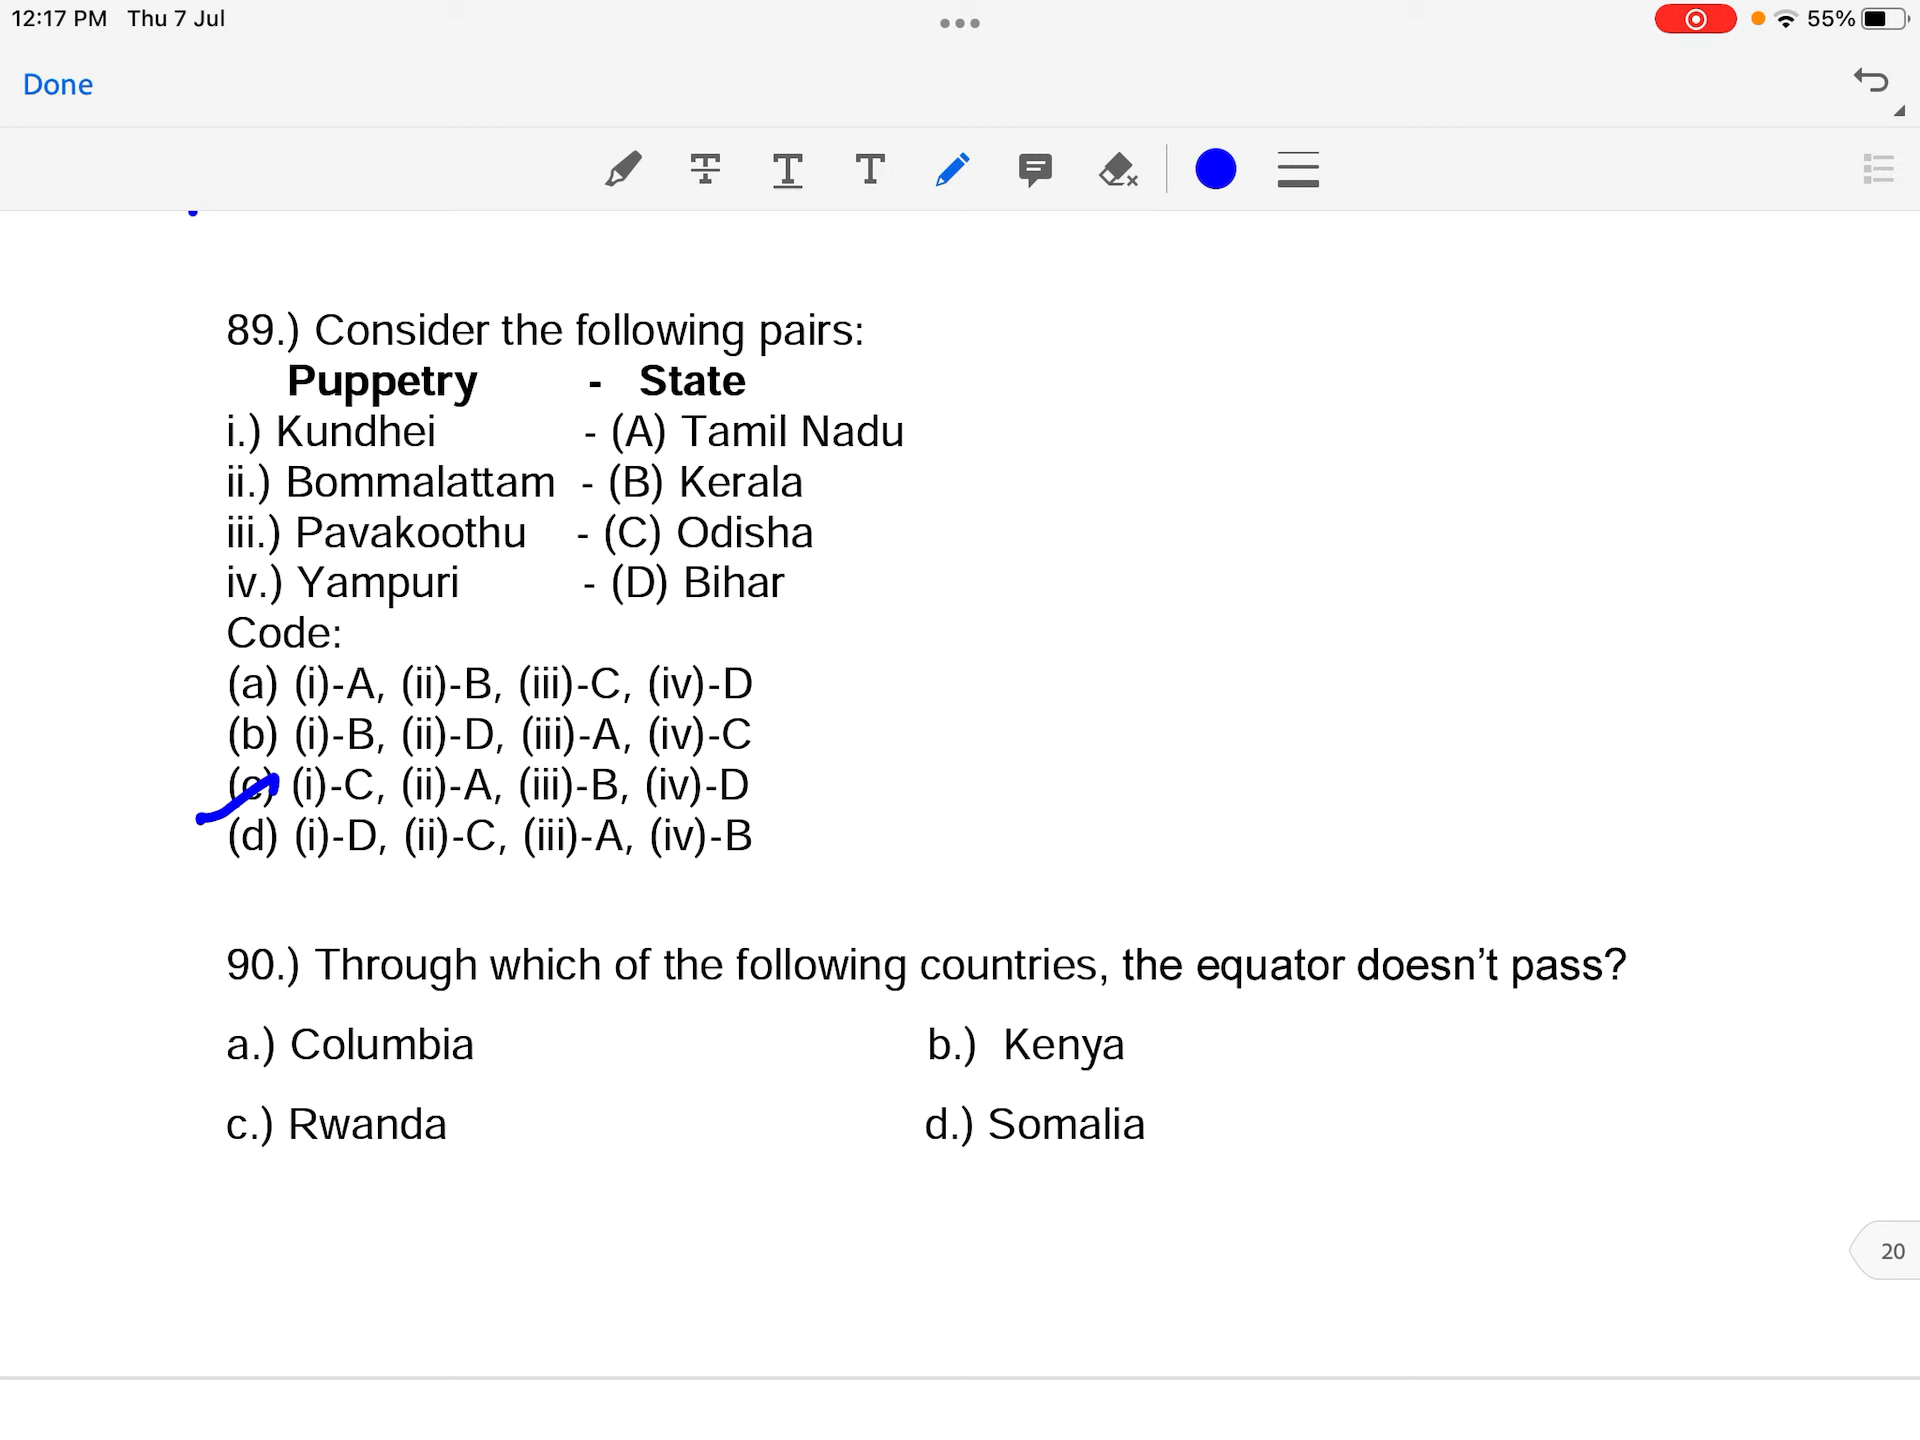 12:17 PM Thu 7 Jul
55%
Done
89.) Consider the following pairs:
Puppetry - State
i.) Kundhei - (A) Tamil Nadu
ii.) Bommalattam - (B) Kerala
iii.) Pavakoothu - (C) Odisha
iv.) Yampuri - (D) Bihar
Code:
(a) (i)-A, (ii)-B, (iii)-C, (iv)-D
(b) (i)-B, (ii)-D, (iii)-A, (iv)-C
(c) (i)-C, (ii)-A, (iii)-B, (iv)-D
(d) (i)-D, (ii)-C, (iii)-A, (iv)-B
90.) Through which of the following countries, the equator doesn’t pass?
a.) Columbia b.) Kenya
c.) Rwanda d.) Somalia
20